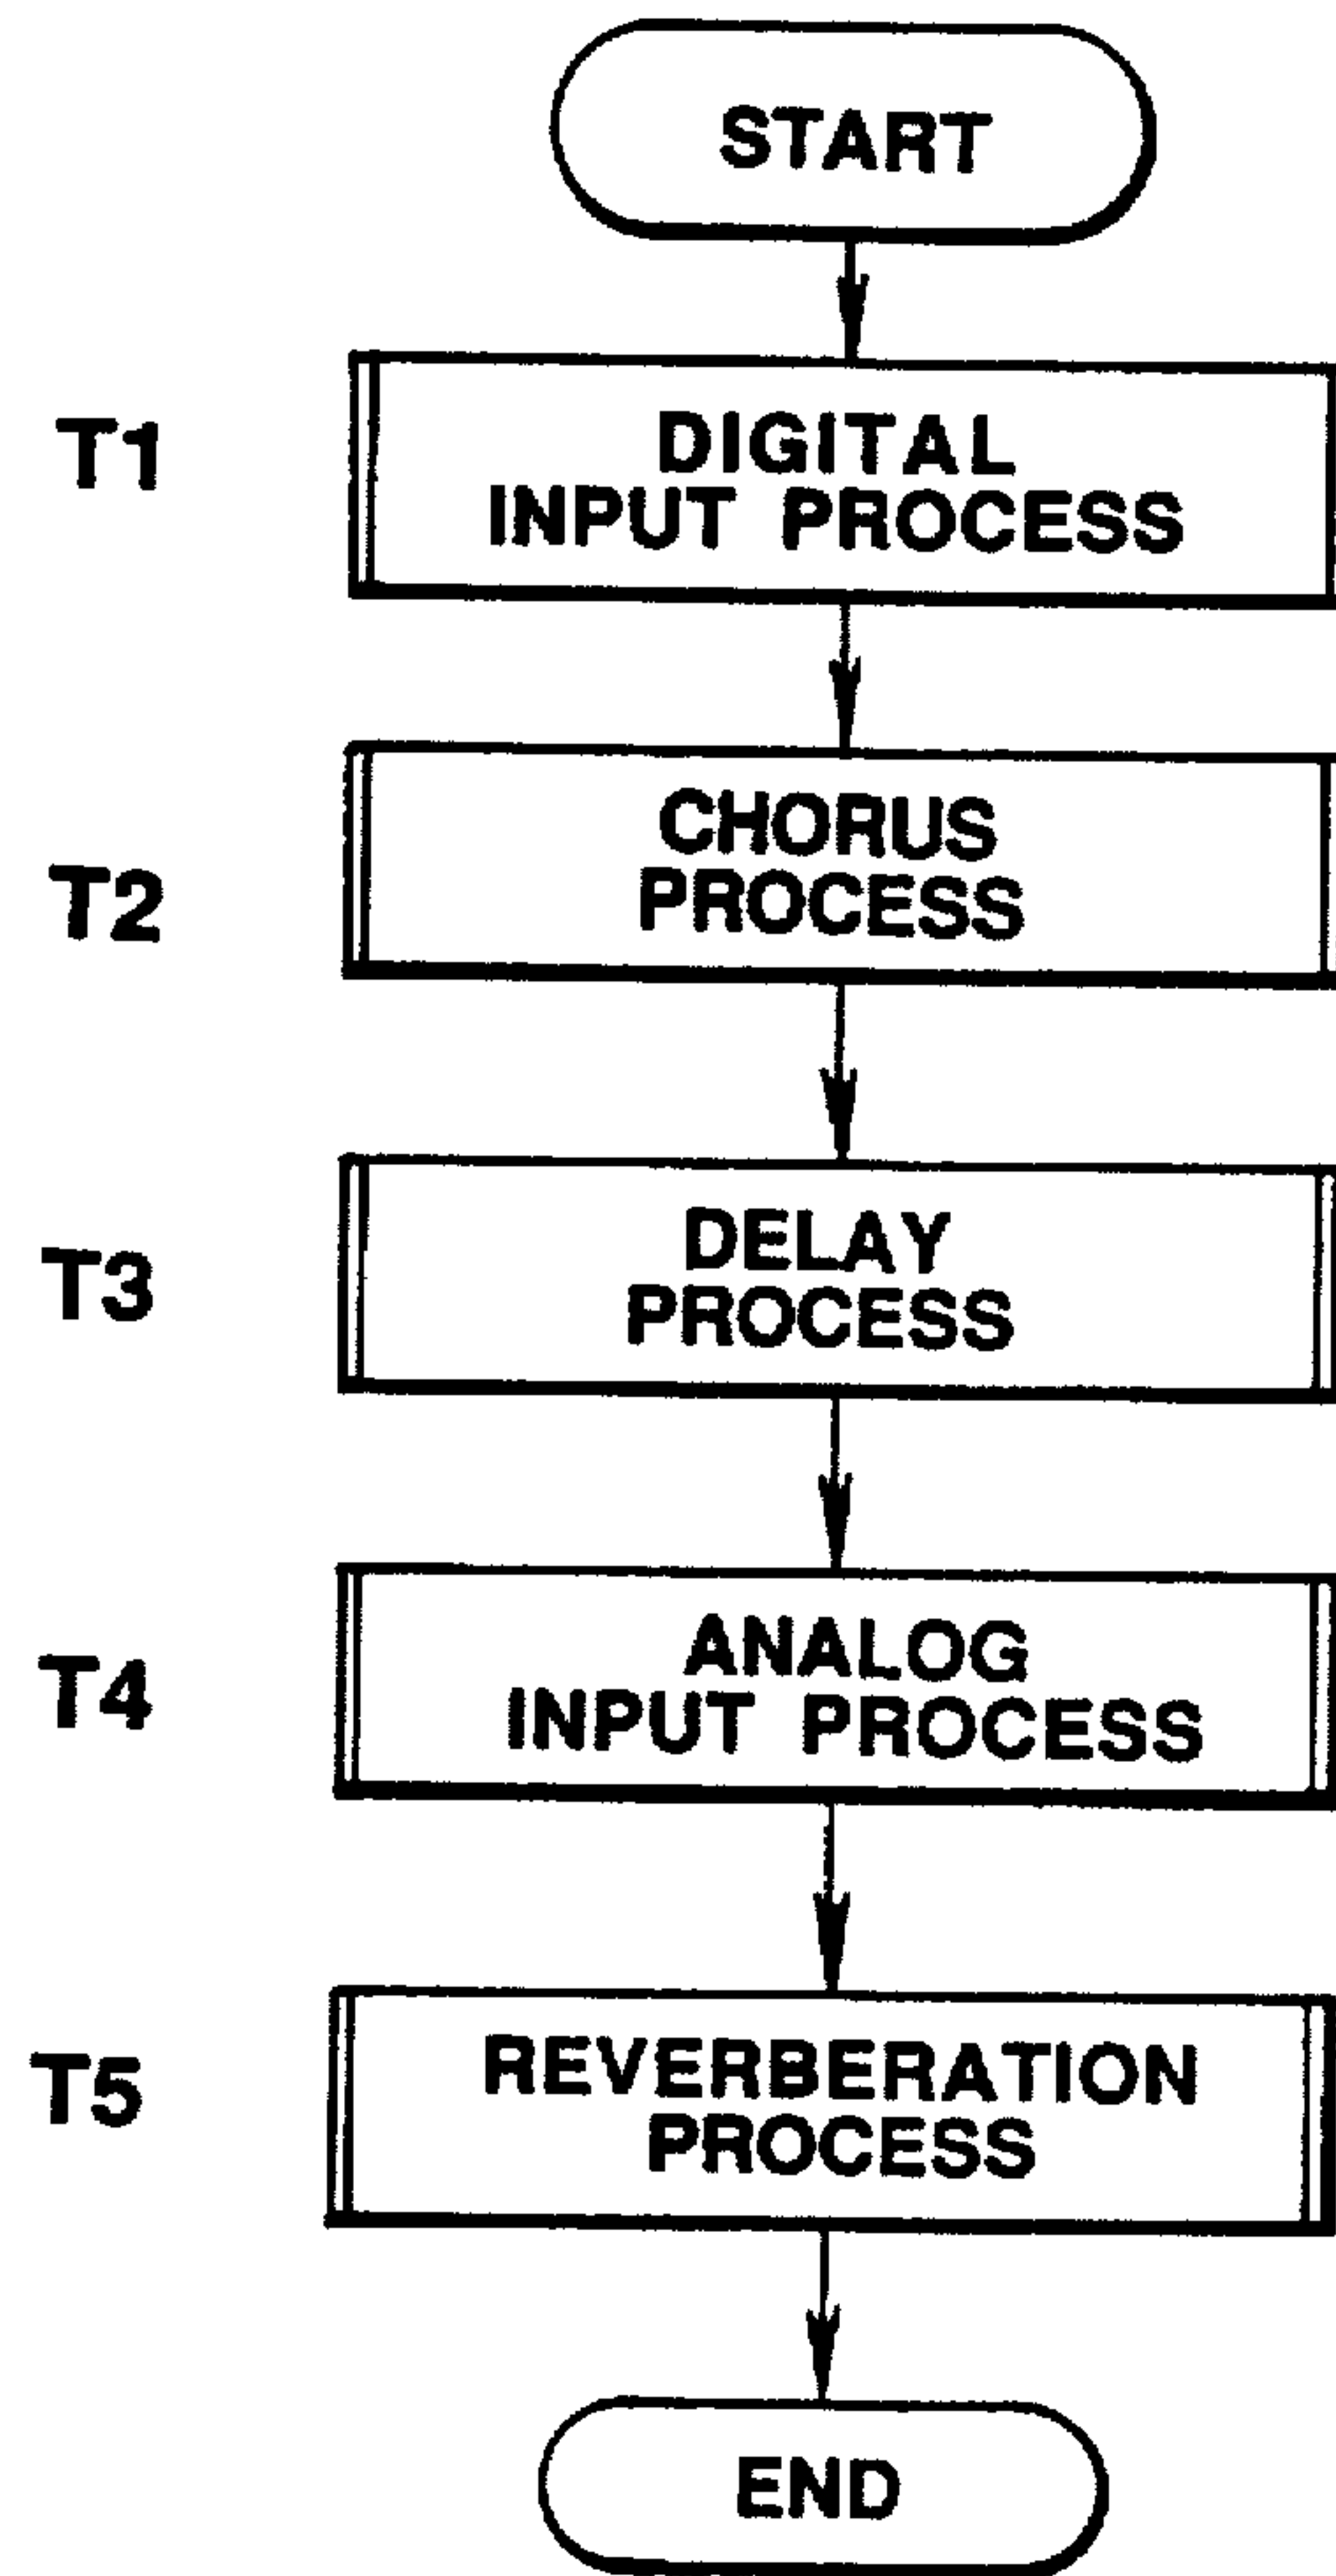 START
T1
DIGITAL
INPUT PROCESS
T2
CHORUS
PROCESS
T3
DELAY
PROCESS
T4
ANALOG
INPUT PROCESS
T5
REVERBERATION
PROCESS
END